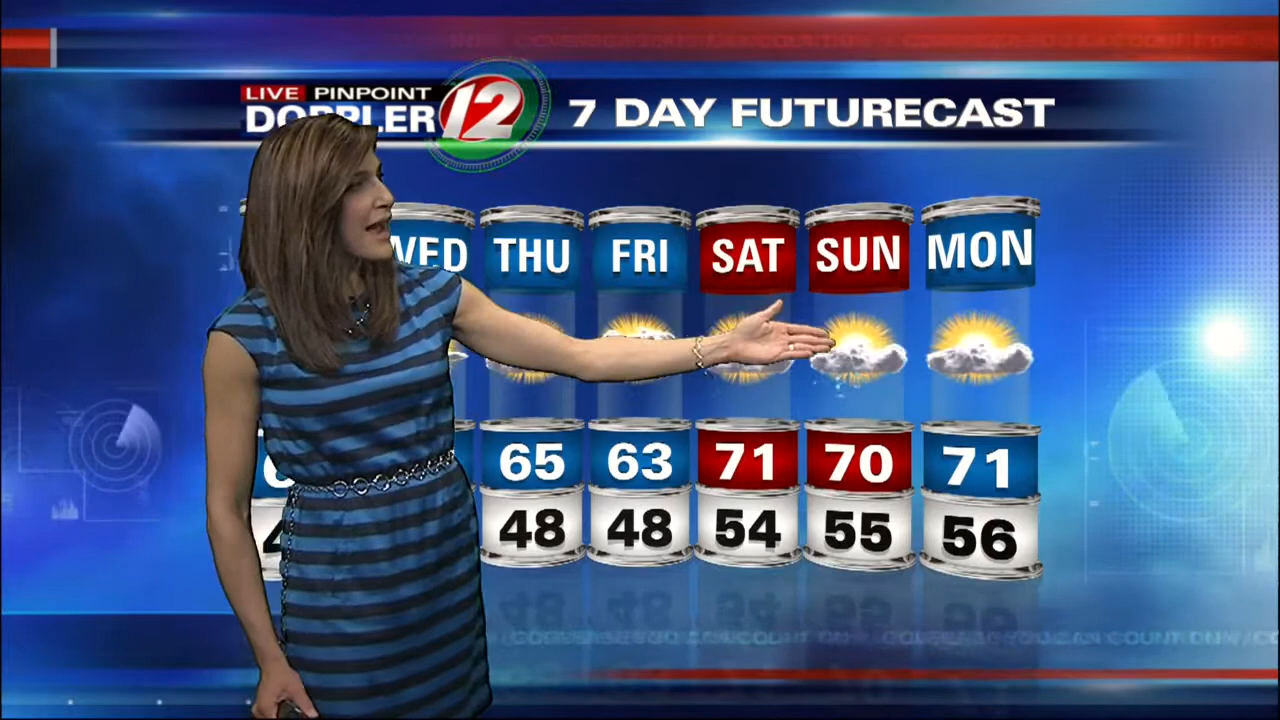 LIVE PINPOINT
DOPPLER 12
7 DAY FUTURECAST
WED THU FRI SAT SUN MON
65 63 71 70 71
48 48 54 55 56